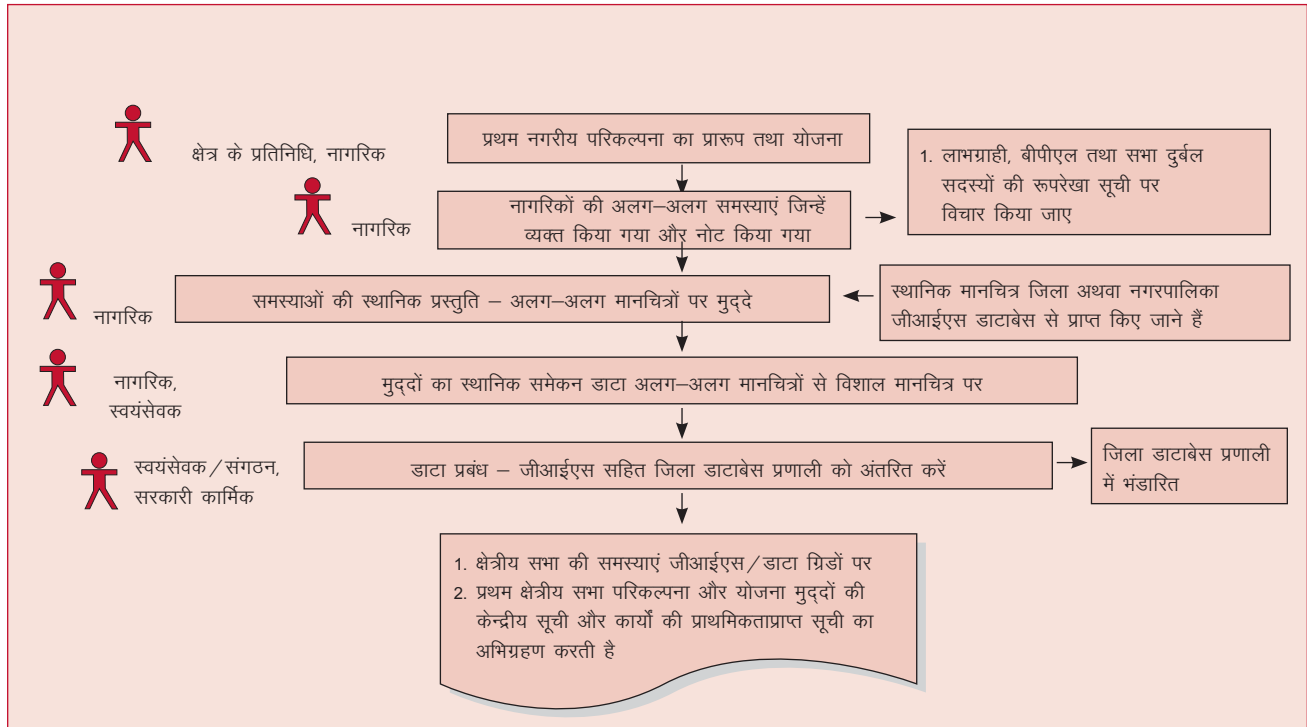 प्रथम नगरीय परिकल्पना का प्रारूप तथा योजना
क्षेत्र के प्रतिनिधि, नागरिक
1. लाभग्राही, बीपीएल तथा सभा दुर्बल
सदस्यों की रूपरेखा सूची पर
विचार किया जाए
नागरिक
नागरिकों की अलग–अलग समस्याएं जिन्हें
व्यक्त किया गया और नोट किया गया
नागरिक
समस्याओं की स्थानिक प्रस्तुति – अलग–अलग मानचित्रों पर मुद्दे
स्थानिक मानचित्र जिला अथवा नगरपालिका
जीआईएस डाटाबेस से प्राप्त किए जाने हैं
नागरिक,
स्वयंसेवक
मुद्दों का स्थानिक समेकन डाटा अलग–अलग मानचित्रों से विशाल मानचित्र पर
स्वयंसेवक/संगठन,
सरकारी कार्मिक
डाटा प्रबंध – जीआईएस सहित जिला डाटाबेस प्रणाली को अंतरित करें
जिला डाटाबेस प्रणाली
में भंडारित
1. क्षेत्रीय सभा की समस्याएं जीआईएस/डाटा ग्रिडों पर
2. प्रथम क्षेत्रीय सभा परिकल्पना और योजना मुद्दों की
केन्द्रीय सूची और कार्यों की प्राथमिकताप्राप्त सूची का
अभिग्रहण करती है